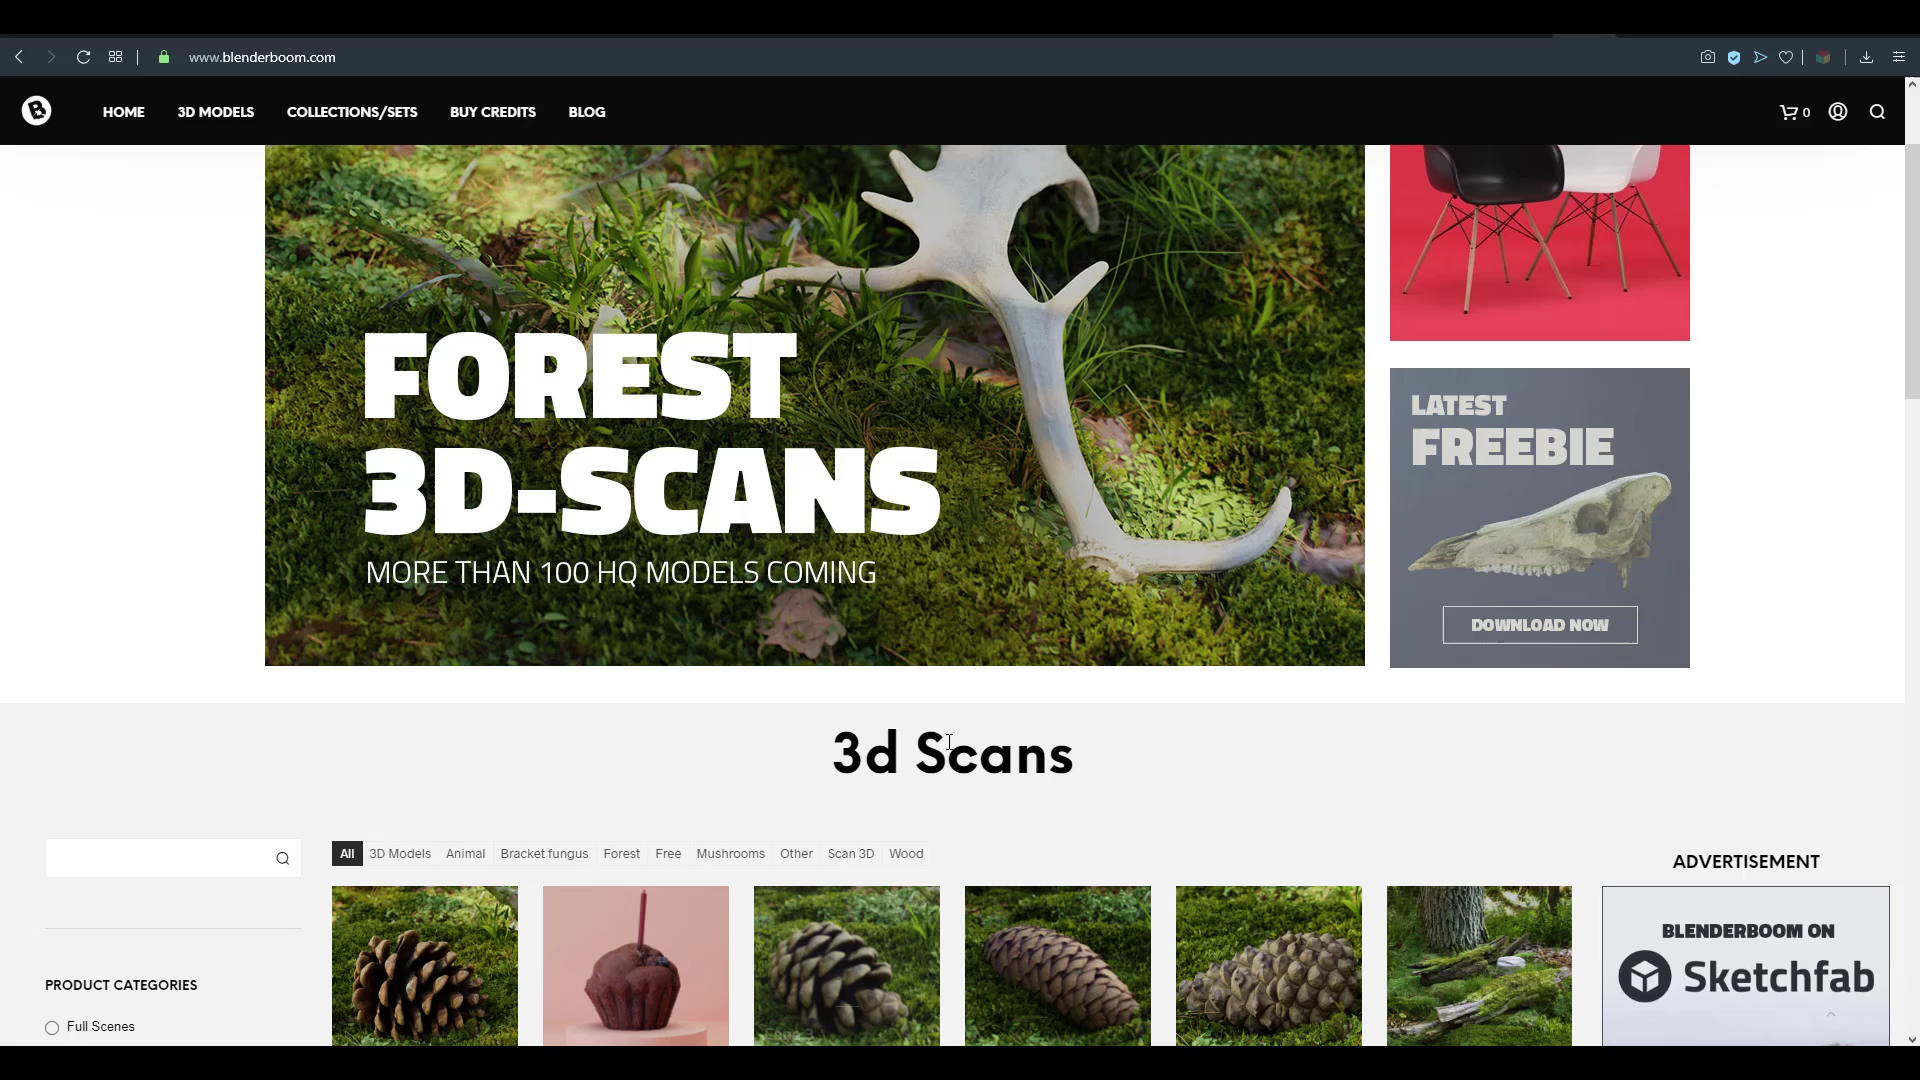 www.blenderboom.com
HOME 3D MODELS COLLECTIONS/SETS BUY CREDITS BLOG
0
FOREST
3D-SCANS
MORE THAN 100 HQ MODELS COMING
LATEST
FREEBIE
DOWNLOAD NOW
3d Scans
All 3D Models Animal Bracket fungus Forest Free Mushrooms Other Scan 3D Wood
ADVERTISEMENT
BLENDERBOOM ON
Sketchfab
PRODUCT CATEGORIES
Full Scenes